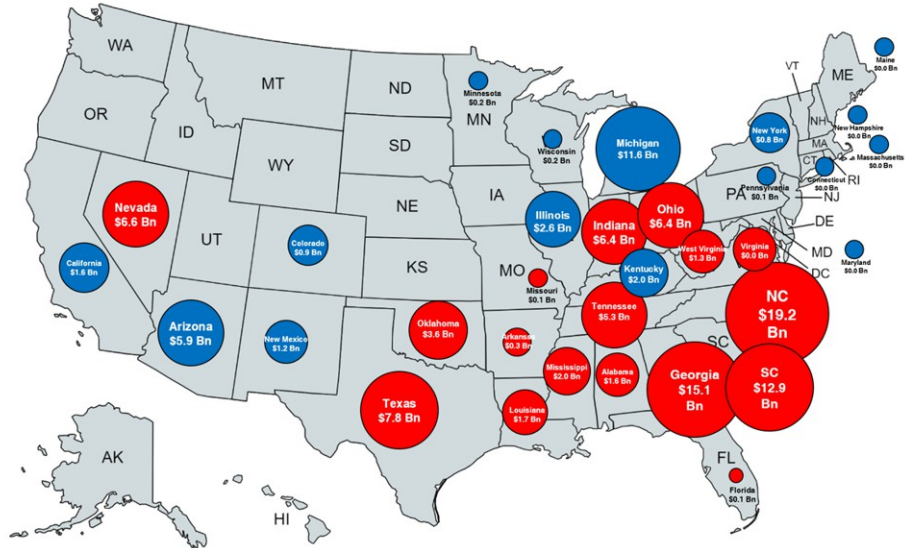 WA
OR
ID
MT
WY
ND
SD
NE
KS
UT
IA
MN
MO
PA
VT
ME
NH
MA
CT
RI
NJ
DE
MD
DC
SC
FL
AK
HI
Maine
$0.0 Bn
New Hampshire
$0.0 Bn
Massachusetts
$0.0 Bn
Connecticut
$0.0 Bn
New York
$0.8 Bn
Pennsylvania
$0.1 Bn
Minnesota
$0.2 Bn
Wisconsin
$0.2 Bn
Michigan
$11.6 Bn
Nevada
$6.6 Bn
Illinois
$2.6 Bn
Indiana
$6.4 Bn
Ohio
$6.4 Bn
Colorado
$0.9 Bn
West Virginia
$1.3 Bn
Virginia
$0.0 Bn
Maryland
$0.0 Bn
California
$1.6 Bn
Kentucky
$2.0 Bn
Missouri
$0.1 Bn
NC
$19.2
Bn
Arizona
$5.9 Bn
New Mexico
$1.2 Bn
Oklahoma
$3.6 Bn
Arkansas
$0.3 Bn
Tennessee
$5.3 Bn
Mississippi
$2.0 Bn
Alabama
$1.6 Bn
Georgia
$15.1
Bn
SC
$12.9
Bn
Texas
$7.8 Bn
Louisiana
$1.7 Bn
Florida
$0.1 Bn